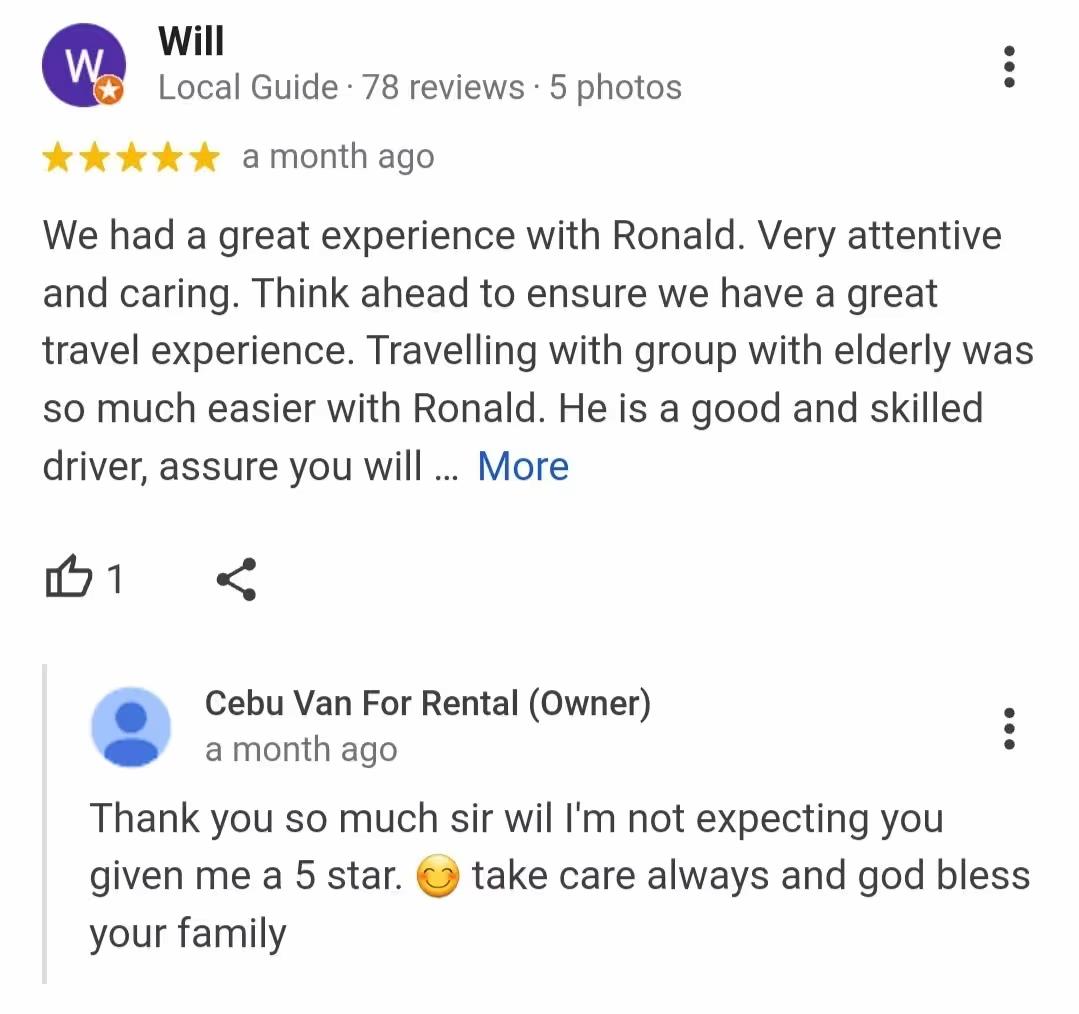 W
Will
Local Guide · 78 reviews · 5 photos
a month ago
We had a great experience with Ronald. Very attentive
and caring. Think ahead to ensure we have a great
travel experience. Travelling with group with elderly was
so much easier with Ronald. He is a good and skilled
driver, assure you will ... More
1
Cebu Van For Rental (Owner)
a month ago
Thank you so much sir wil I'm not expecting you
given me a 5 star. 😊 take care always and god bless
your family